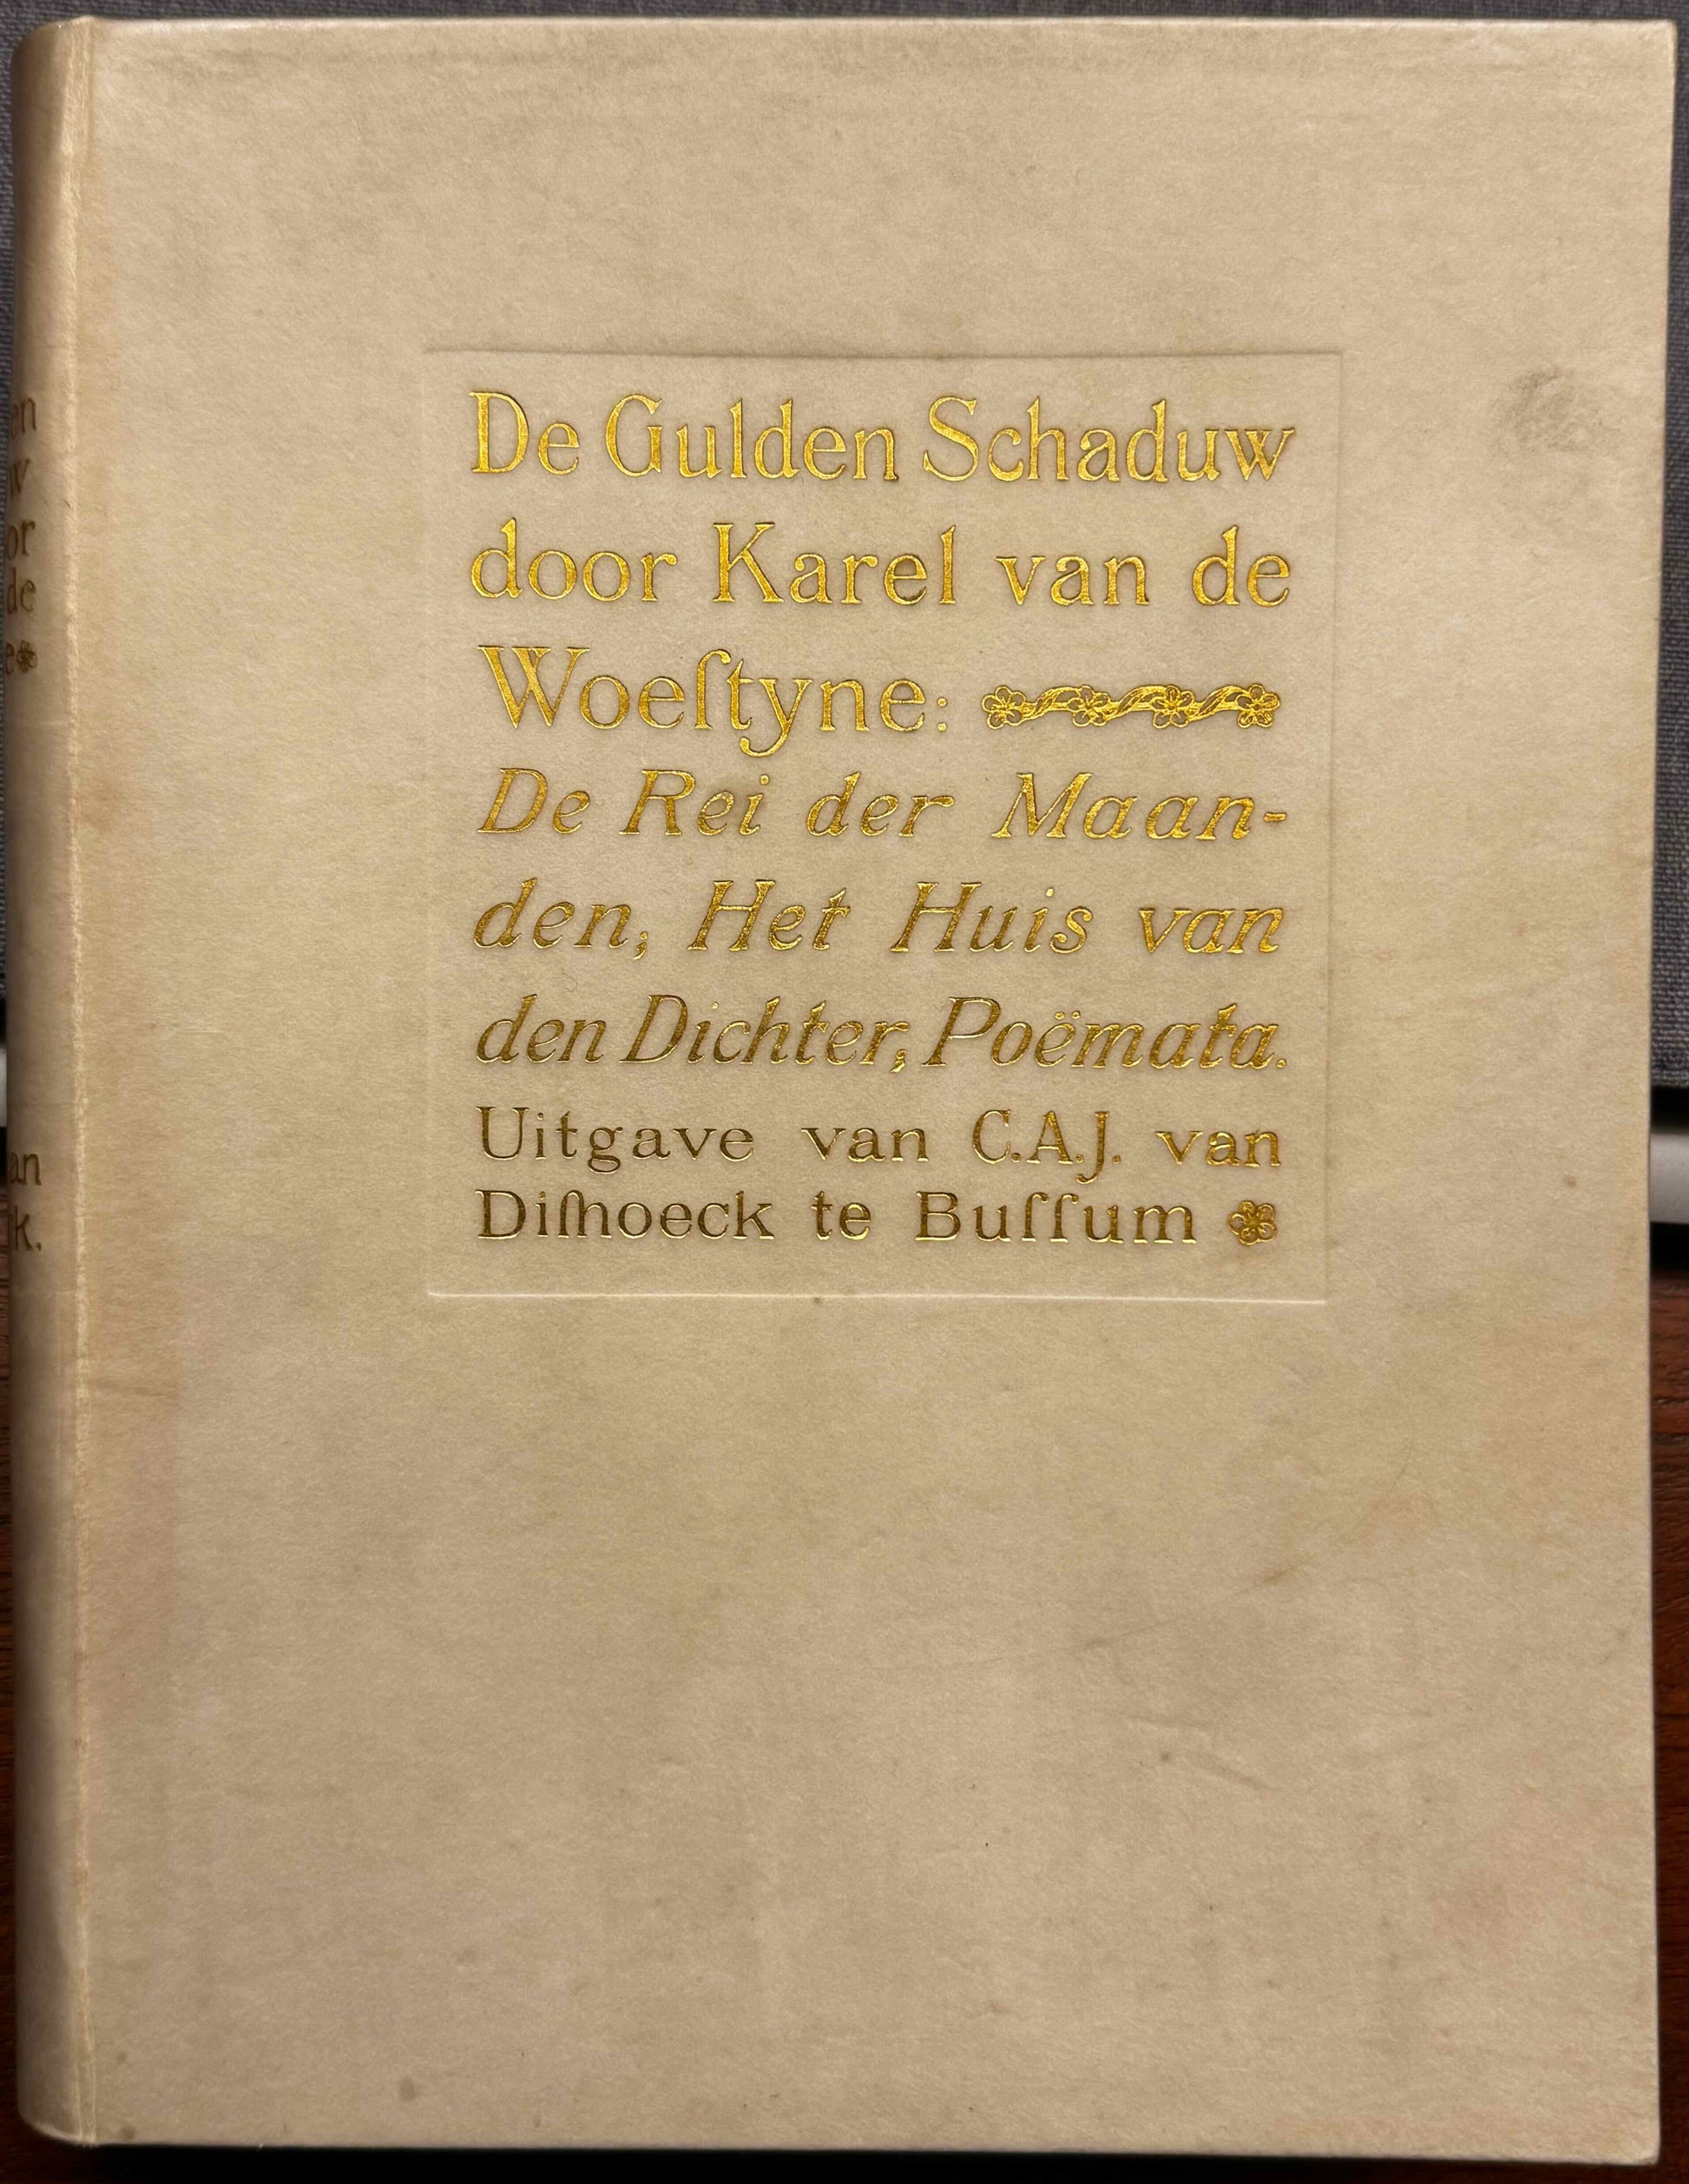 De Gulden Schaduw
door Karel van de
Woeſtyne:
De Rei der Maan-
den; Het Huis van
den Dichter; Poëmata.
Uitgave van C.A.J. van
Diſhoeck te Buſſum